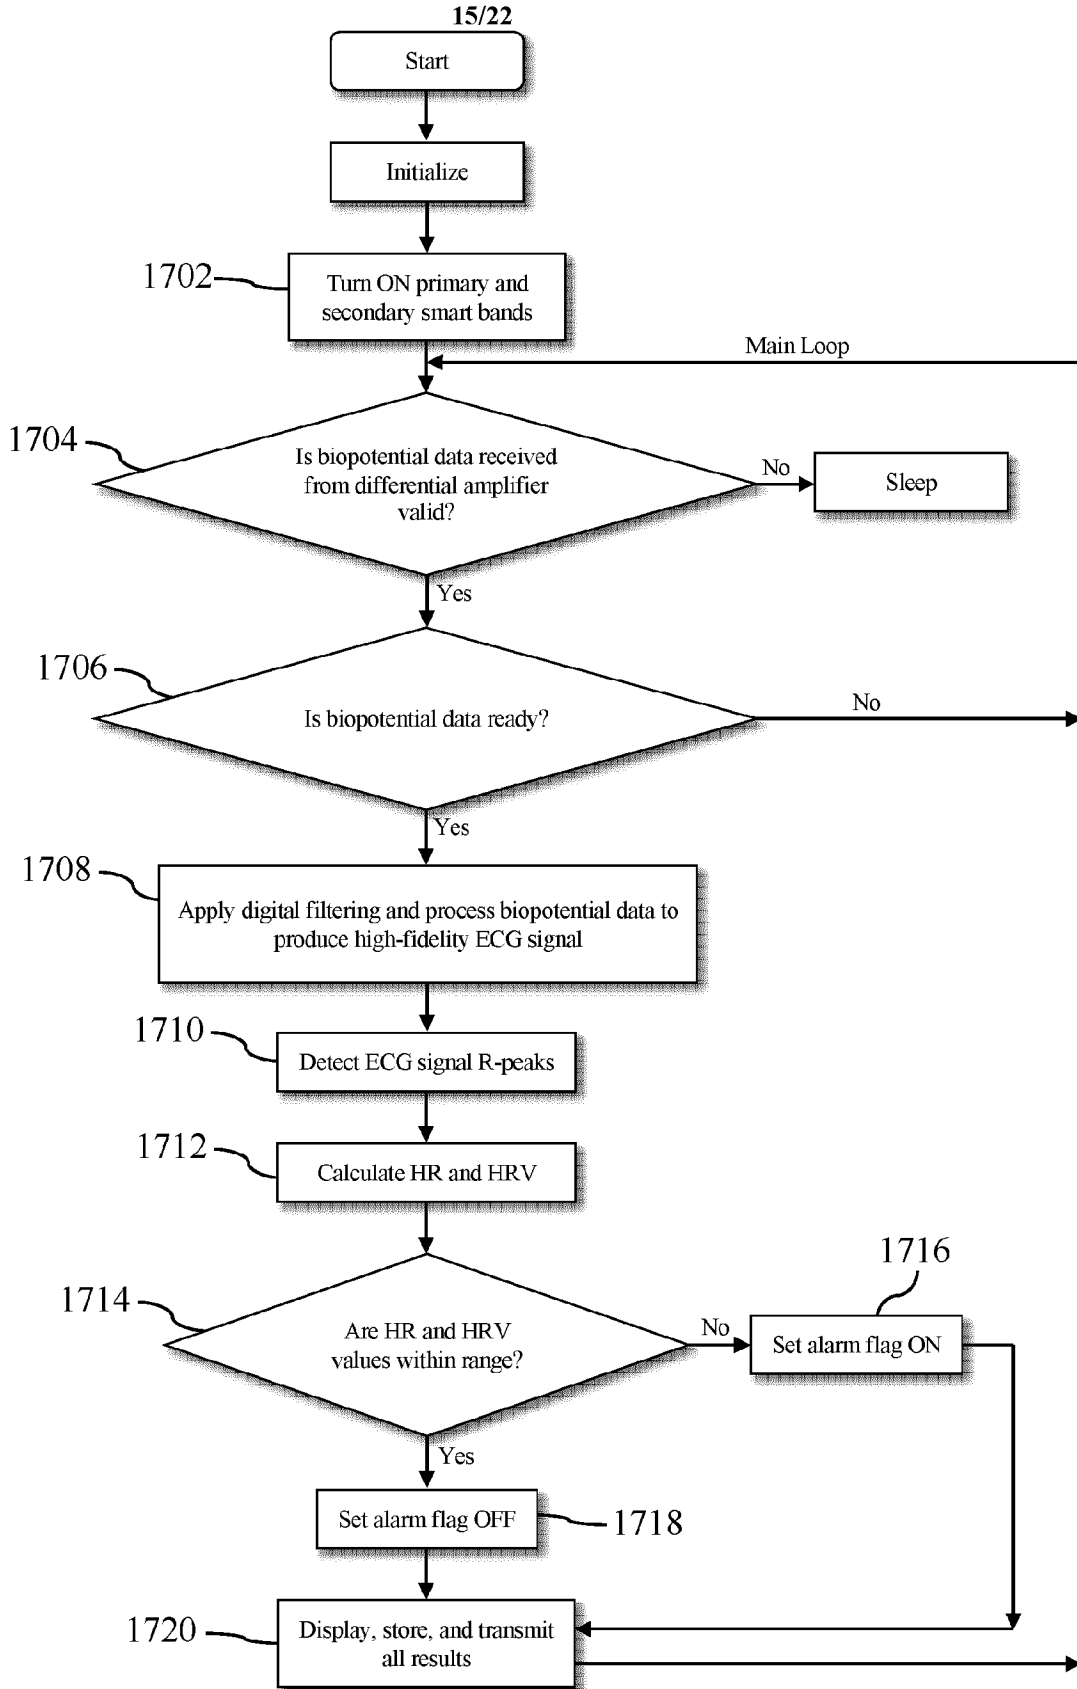 15/22
Start
Initialize
1702
Turn ON primary and
secondary smart bands
Main Loop
1704
Is biopotential data received
from differential amplifier
valid?
No
Sleep
Yes
1706
Is biopotential data ready?
No
Yes
1708
Apply digital filtering and process biopotential data to
produce high-fidelity ECG signal
1710
Detect ECG signal R-peaks
1712
Calculate HR and HRV
1714
Are HR and HRV
values within range?
No
1716
Set alarm flag ON
Yes
Set alarm flag OFF
1718
1720
Display, store, and transmit
all results